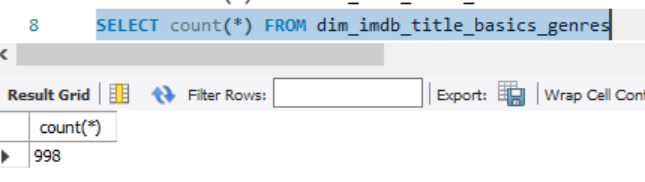 8 SELECT count(*) FROM dim_imdb_title_basics_genres
Result Grid Filter Rows: Export: Wrap Cell Cont
count(*)
998